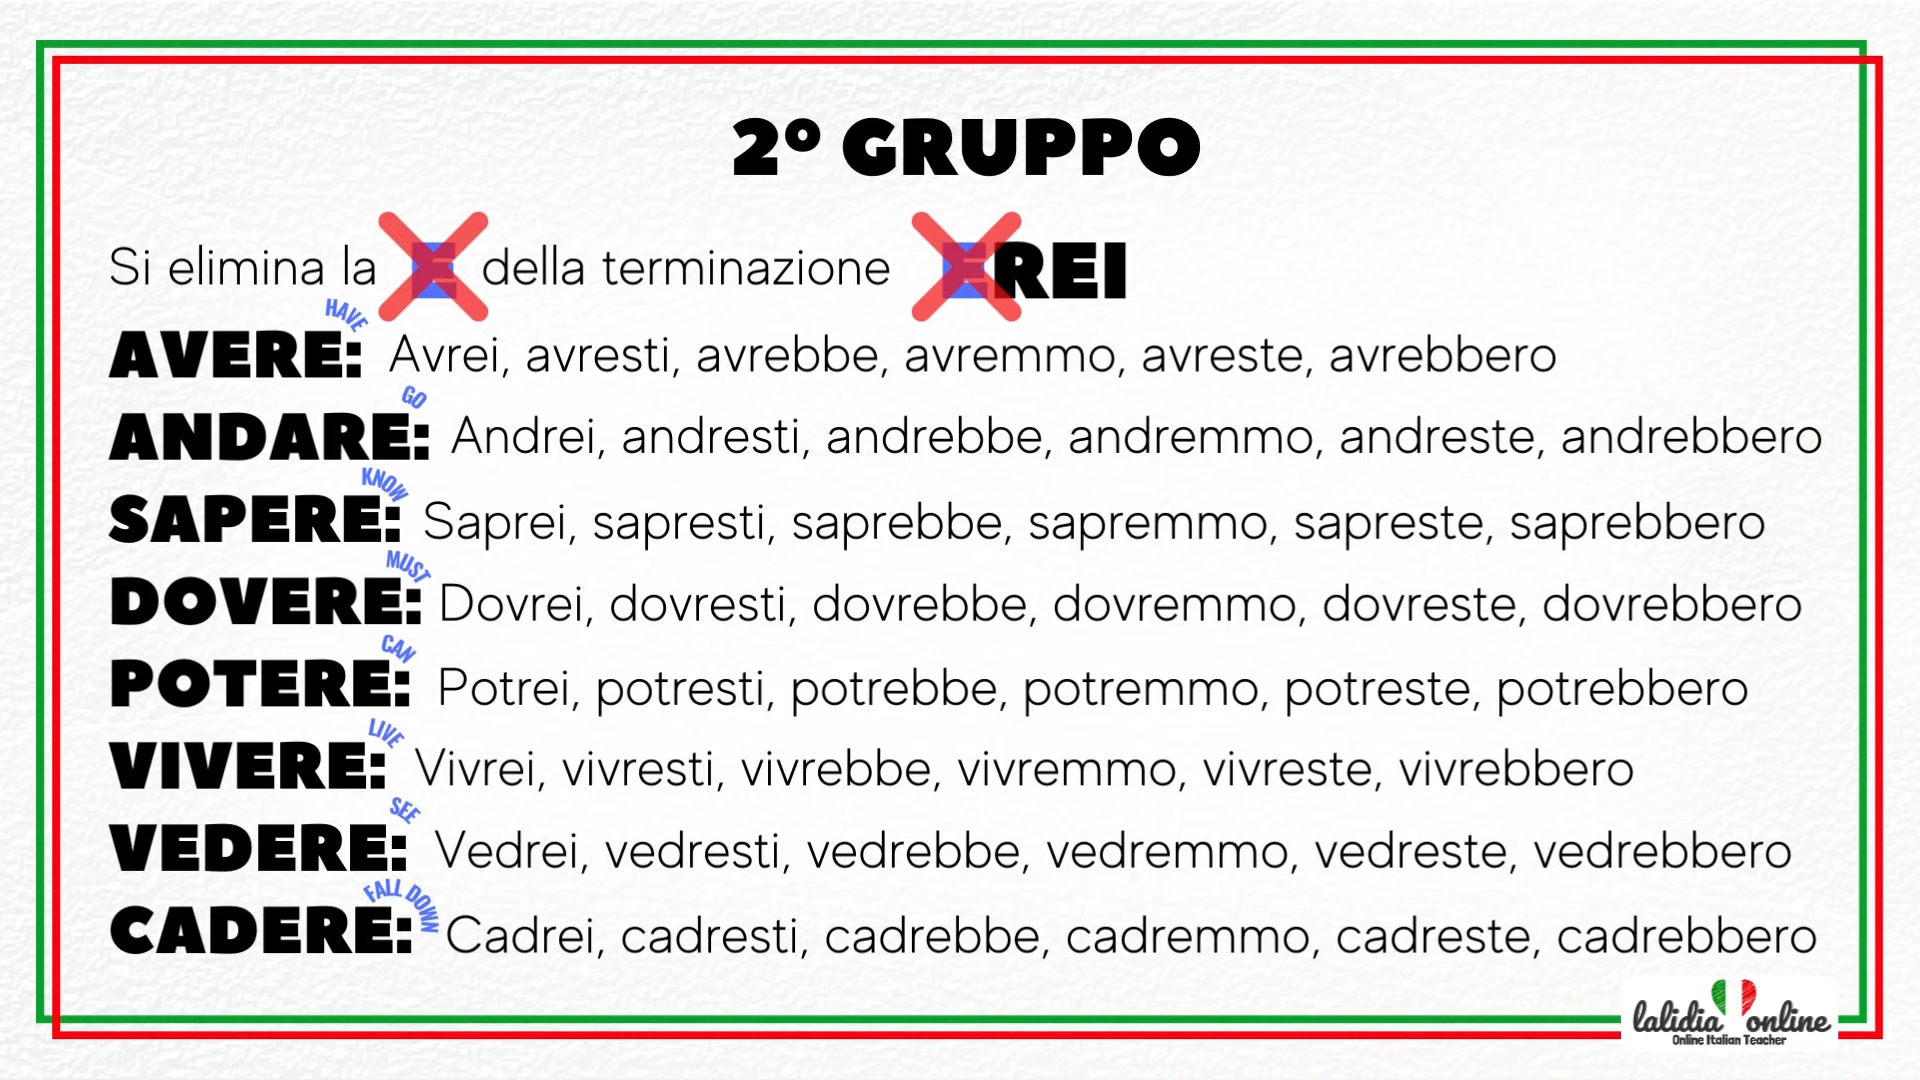 2° GRUPPO
Si elimina la E della terminazione EREI
HAVE
AVERE: Avrei, avresti, avrebbe, avremmo, avreste, avrebbero
GO
ANDARE: Andrei, andresti, andrebbe, andremmo, andreste, andrebbero
KNOW
SAPERE: Saprei, sapresti, saprebbe, sapremmo, sapreste, saprebbero
MUST
DOVERE: Dovrei, dovresti, dovrebbe, dovremmo, dovreste, dovrebbero
CAN
POTERE: Potrei, potresti, potrebbe, potremmo, potreste, potrebbero
LIVE
VIVERE: Vivrei, vivresti, vivrebbe, vivremmo, vivreste, vivrebbero
SEE
VEDERE: Vedrei, vedresti, vedrebbe, vedremmo, vedreste, vedrebbero
FALL DOWN
CADERE: Cadrei, cadresti, cadrebbe, cadremmo, cadreste, cadrebbero
lalidia online
Online Italian Teacher